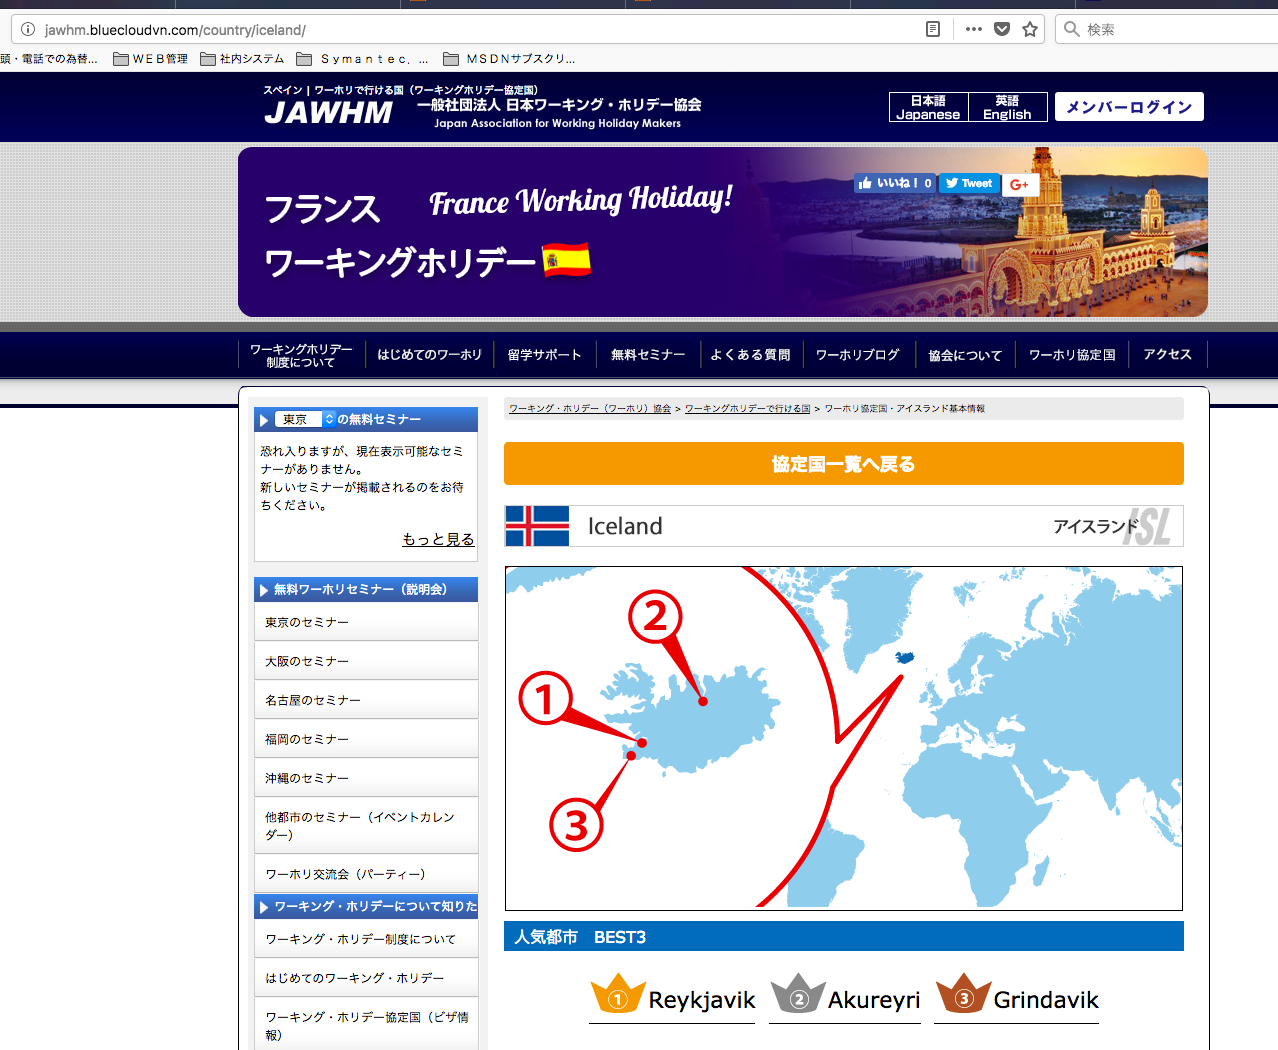 jawhm.bluecloudvn.com/country/iceland/
検索
頭・電話での為替...
ＷＥＢ管理
社内システム
Ｓｙｍａｎｔｅｃ．...
ＭＳＤＮサブスクリ...
スペイン | ワーホリで行ける国（ワーキングホリデー協定国）
JAWHM
一般社団法人 日本ワーキング・ホリデー協会
Japan Association for Working Holiday Makers
日本語
Japanese
英語
English
メンバーログイン
フランス
France Working Holiday!
ワーキングホリデー
いいね！ 0
Tweet
G+
ワーキングホリデー
制度について
はじめてのワーホリ
留学サポート
無料セミナー
よくある質問
ワーホリブログ
協会について
ワーホリ協定国
アクセス
東京 の無料セミナー
恐れ入りますが、現在表示可能なセミ
ナーがありません。
新しいセミナーが掲載されるのをお待
ちください。
もっと見る
無料ワーホリセミナー（説明会）
東京のセミナー
大阪のセミナー
名古屋のセミナー
福岡のセミナー
沖縄のセミナー
他都市のセミナー（イベントカレン
ダー）
ワーホリ交流会（パーティー）
ワーキング・ホリデーについて知りた
ワーキング・ホリデー制度について
はじめてのワーキング・ホリデー
ワーキング・ホリデー協定国（ビザ情
報）
ワーキング・ホリデー（ワーホリ）協会 > ワーキングホリデーで行ける国 > ワーホリ協定国・アイスランド基本情報
協定国一覧へ戻る
Iceland
アイスランド
ISL
2
1
3
人気都市　BEST3
1 Reykjavik
2 Akureyri
3 Grindavik